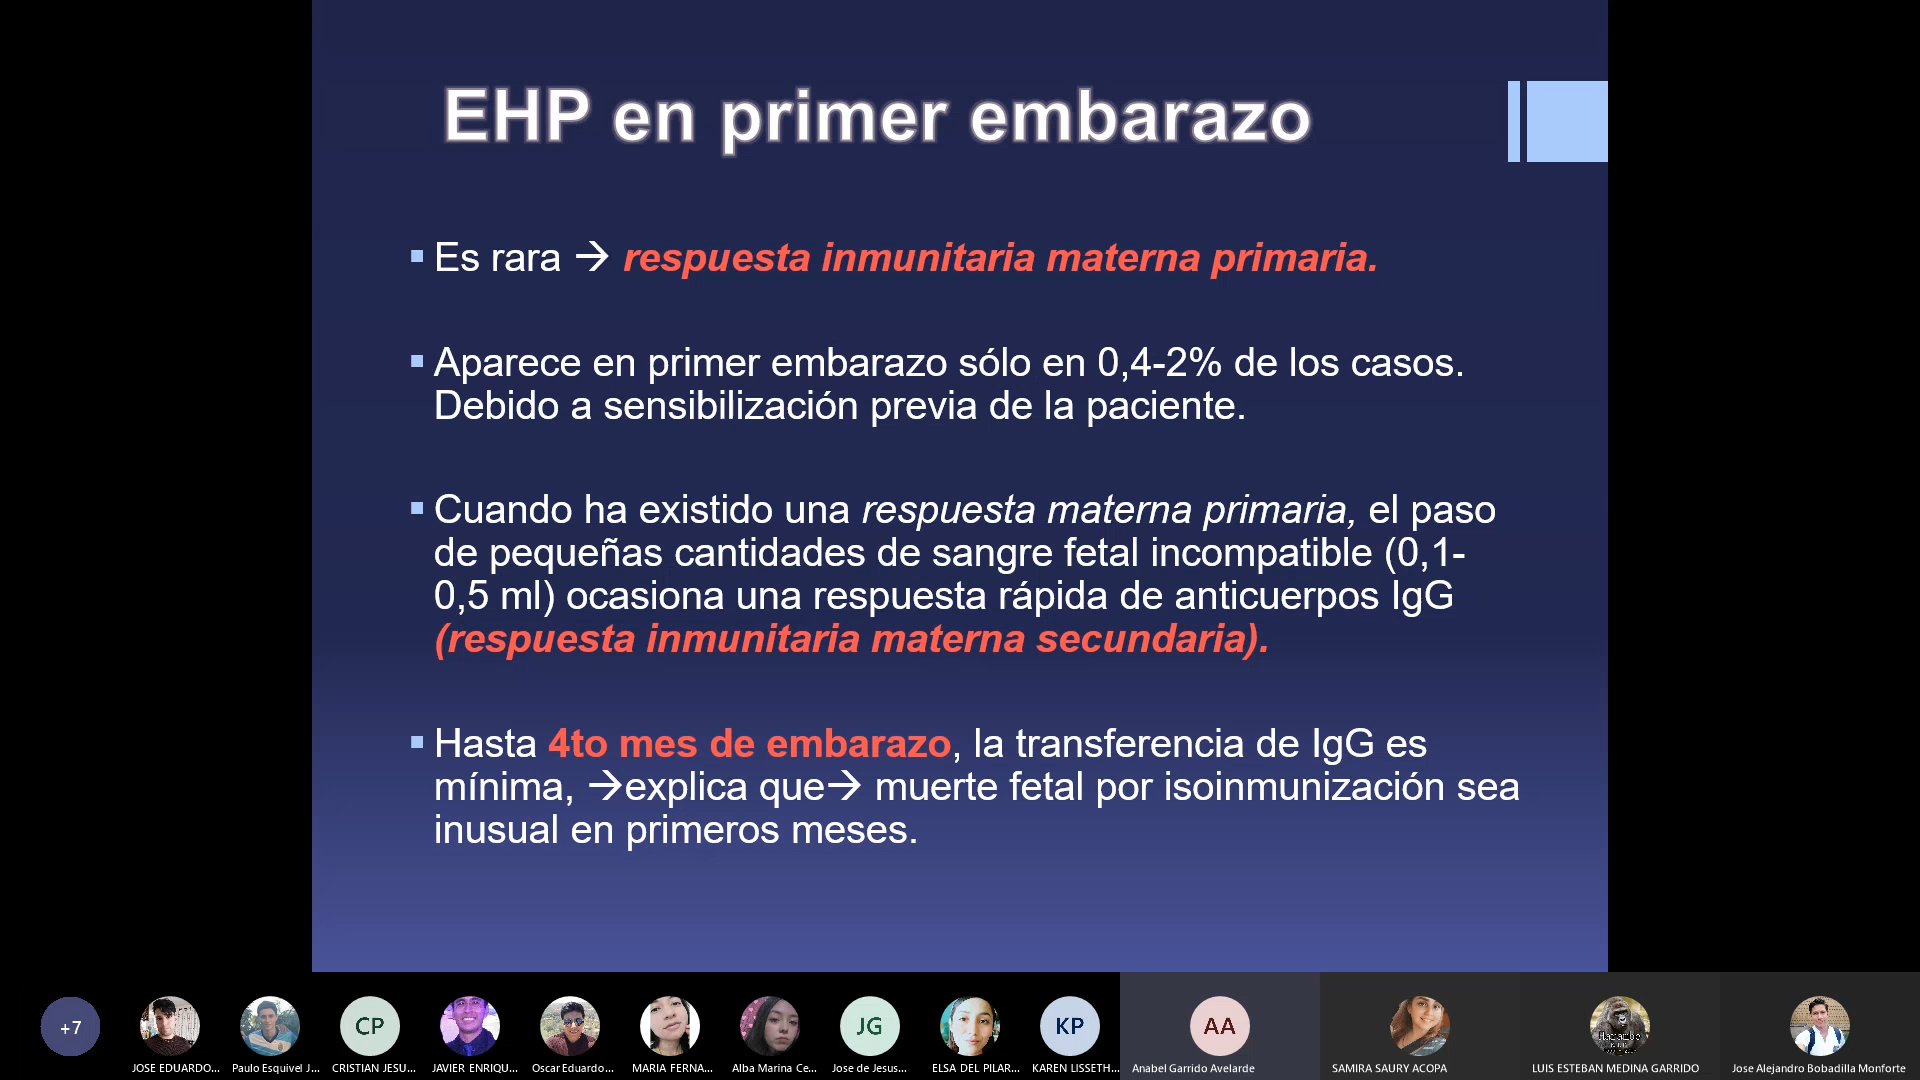 EHP en primer embarazo
▪ Es rara → respuesta inmunitaria materna primaria.
▪ Aparece en primer embarazo sólo en 0,4-2% de los casos.
Debido a sensibilización previa de la paciente.
▪ Cuando ha existido una respuesta materna primaria, el paso
de pequeñas cantidades de sangre fetal incompatible (0,1-
0,5 ml) ocasiona una respuesta rápida de anticuerpos IgG
(respuesta inmunitaria materna secundaria).
▪ Hasta 4to mes de embarazo, la transferencia de IgG es
mínima, →explica que→ muerte fetal por isoinmunización sea
inusual en primeros meses.
+7
CP
JG
KP
AA
Harambe
JOSE EDUARDO...
Paulo Esquivel J...
CRISTIAN JESU...
JAVIER ENRIQU...
Oscar Eduardo...
MARIA FERNA...
Alba Marina Ce...
Jose de Jesus...
ELSA DEL PILAR...
KAREN LISSETH...
Anabel Garrido Avelarde
SAMIRA SAURY ACOPA
LUIS ESTEBAN MEDINA GARRIDO
Jose Alejandro Bobadilla Monforte